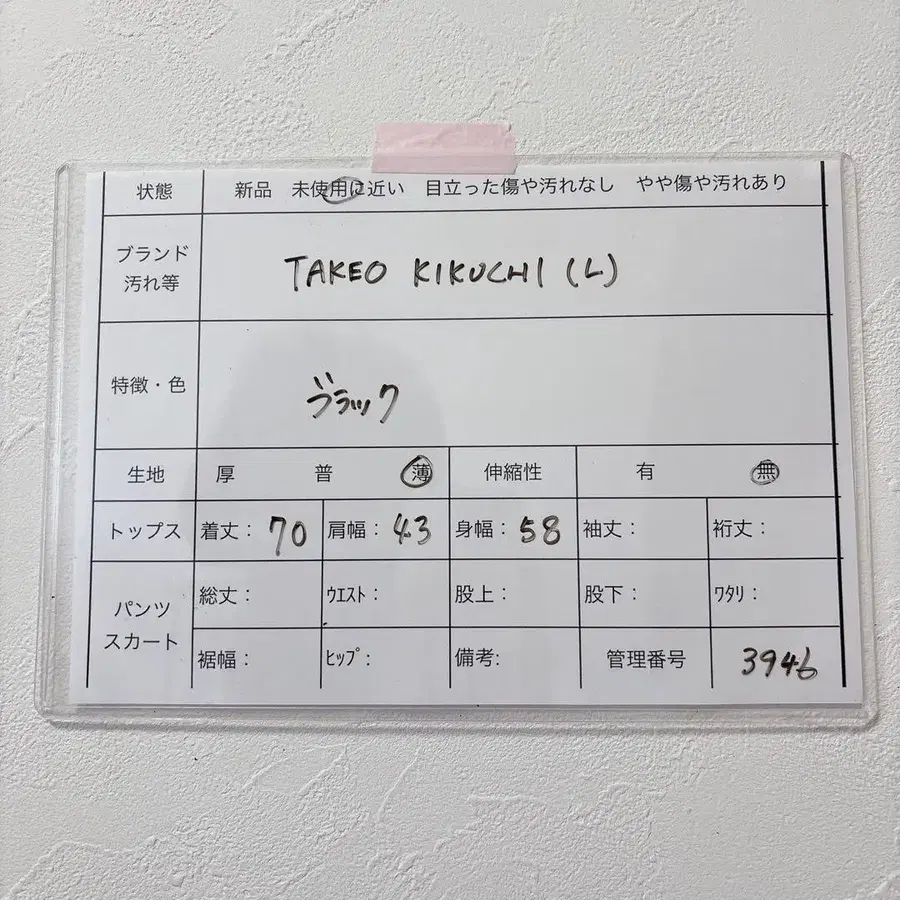 状態 新品 未使用に近い 目立った傷や汚れなし やや傷や汚れあり
ブランド
汚れ等
TAKEO KIKUCHI (L)
特徴・色
ブラック
生地 厚 普 薄 伸縮性 有 無
トップス 着丈: 70 肩幅: 43 身幅: 58 袖丈: 裄丈:
パンツ
スカート
総丈: ｳｴｽﾄ: 股上: 股下: ﾜﾀﾘ:
裾幅: ﾋｯﾌﾟ: 備考: 管理番号 3946